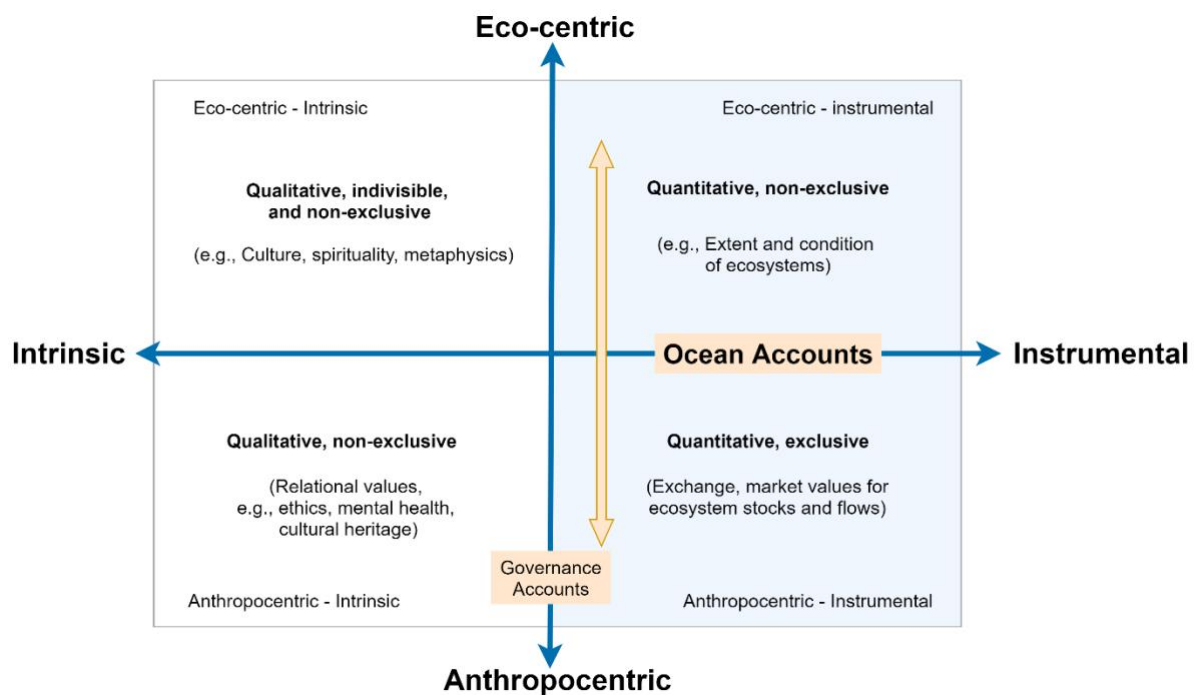 Eco-centric
Eco-centric - Intrinsic
Eco-centric - instrumental
Qualitative, indivisible,
and non-exclusive
(e.g., Culture, spirituality, metaphysics)
Quantitative, non-exclusive
(e.g., Extent and condition
of ecosystems)
Intrinsic
Ocean Accounts
Instrumental
Qualitative, non-exclusive
(Relational values,
e.g., ethics, mental health,
cultural heritage)
Quantitative, exclusive
(Exchange, market values for
ecosystem stocks and flows)
Governance
Accounts
Anthropocentric - Intrinsic
Anthropocentric - Instrumental
Anthropocentric